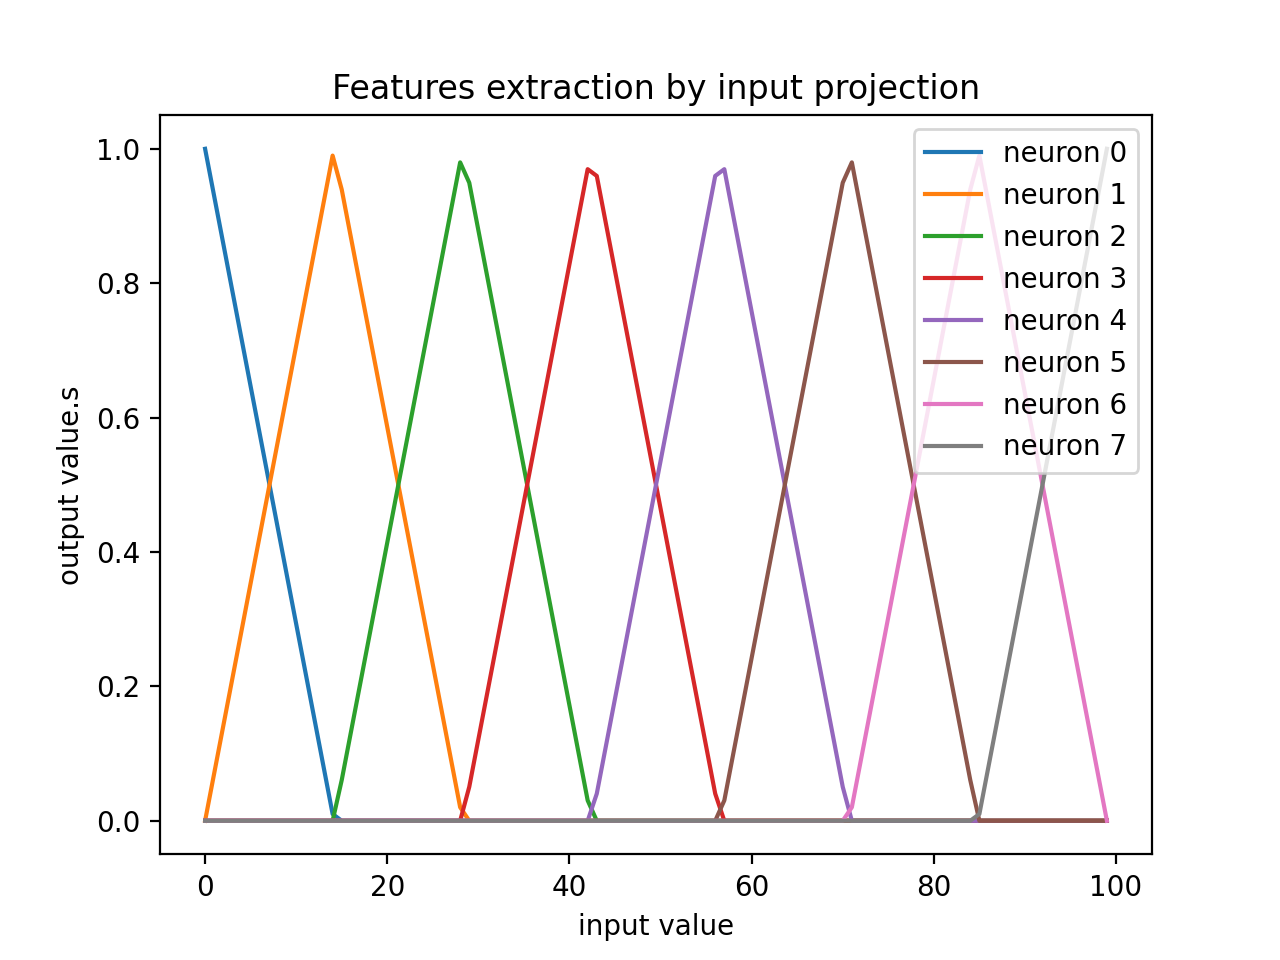 Features extraction by input projection
1.0
0.8
0.6
0.4
0.2
0.0
output value.s
neuron 0
neuron 1
neuron 2
neuron 3
neuron 4
neuron 5
neuron 6
neuron 7
0 20 40 60 80 100
input value